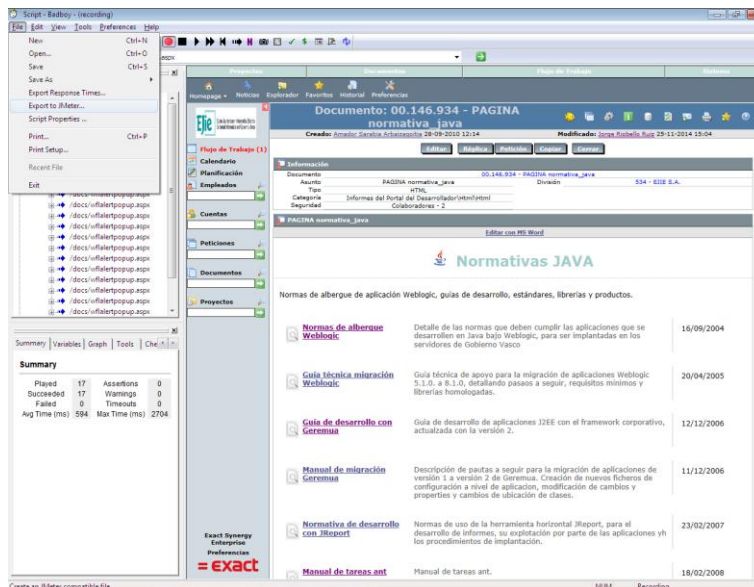 Script - Badboy - (recording)
File Edit View Tools Preferences Help
New Ctrl+N
Open... Ctrl+O
Save Ctrl+S
Save As
Export Response Times...
Export to JMeter...
Script Properties ...
Print... Ctrl+P
Print Setup...
Recent File
Exit
/docs/wflalertpopup.aspx
/docs/wflalertpopup.aspx
/docs/wflalertpopup.aspx
/docs/wflalertpopup.aspx
/docs/wflalertpopup.aspx
/docs/wflalertpopup.aspx
/docs/wflalertpopup.aspx
/docs/wflalertpopup.aspx
/docs/wflalertpopup.aspx
/docs/wflalertpopup.aspx
/docs/wflalertpopup.aspx
Summary Variables Graph Tools
Summary
Played 17 Assertions 0
Succeeded 17 Warnings 0
Failed 0 Timeouts 0
Avg Time (ms) 594 Max Time (ms) 2704
Create an JMeter compatible file
NUM Recording
Proyectos Documentos Flujo de Trabajo Sistema
Homepage Noticias Explorador Favoritos Historial Preferencias
Ejie
Flujo de Trabajo (1)
Calendario
Planificación
Empleados
Cuentas
Peticiones
Documentos
Proyectos
Exact Synergy
Enterprise
Preferencias
= exact
Documento: 00.146.934 - PAGINA
normativa_java
Creado: Amador Sarabia Arbaizagoitia 28-09-2010 12:14 Modificado: Jorge Risbello Ruiz 25-11-2014 15:04
Editar Réplica Petición Copiar Cerrar
Información
Documento 00.146.934 - PAGINA normativa_java
Asunto PAGINA normativa_java División 534 - EJIE S.A.
Tipo HTML
Categoría Informes del Portal del Desarrollador\Html\Html
Seguridad Colaboradores - 2
PAGINA normativa_java
Editar con MS Word
Normativas JAVA
Normas de albergue de aplicación Weblogic, guías de desarrollo, estándares, librerías y productos.
Normas de albergue
Weblogic
Detalle de las normas que deben cumplir las aplicaciones que se
desarrollen en Java bajo Weblogic, para ser implantadas en los
servidores de Gobierno Vasco
16/09/2004
Guía técnica migración
Weblogic
Guía técnica de apoyo para la migración de aplicaciones Weblogic
5.1.0. a 8.1.0, detallando pasaos a seguir, requisitos mínimos y
librerías homologadas.
20/04/2005
Guía de desarrollo con
Geremua
Guía de desarrollo de aplicaciones J2EE con el framework corporativo,
actualzada con la versión 2.
12/12/2006
Manual de migración
Geremua
Descripción de pautas a seguir para la migración de aplicaciones de
versión 1 a versión 2 de Geremua. Creación de nuevos ficheros de
configuración a nivel de aplicacion, modificación de cambios y
properties y cambios de ubicación de clases.
11/12/2006
Normativa de desarrollo
con JReport
Normas de uso de la herramienta horizontal JReport, para el
desarrollo de informes, su explotación por parte de las aplicaciones yh
los procedimientos de implantación.
23/02/2007
Manual de tareas ant
Manual de tareas ant.
18/02/2008